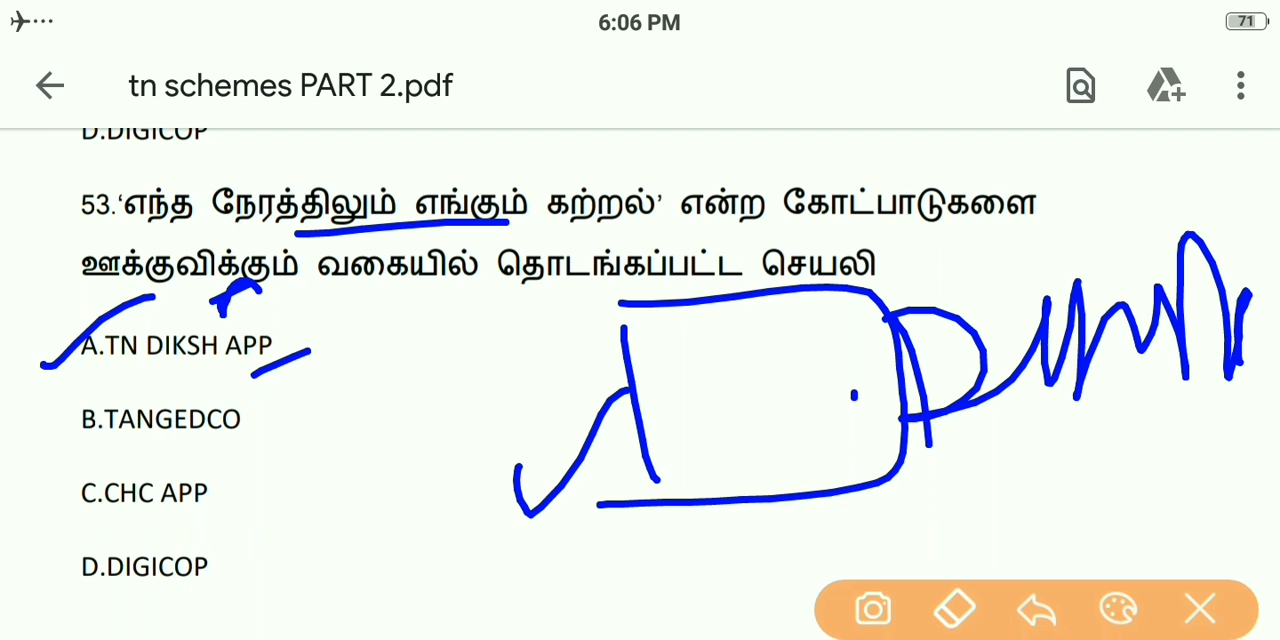 6:06 PM
71
tn schemes PART 2.pdf
D.DIGICOP
53.‘எந்த நேரத்திலும் எங்கும் கற்றல்’ என்ற கோட்பாடுகளை
ஊக்குவிக்கும் வகையில் தொடங்கப்பட்ட செயலி
A.TN DIKSH APP
B.TANGEDCO
C.CHC APP
D.DIGICOP